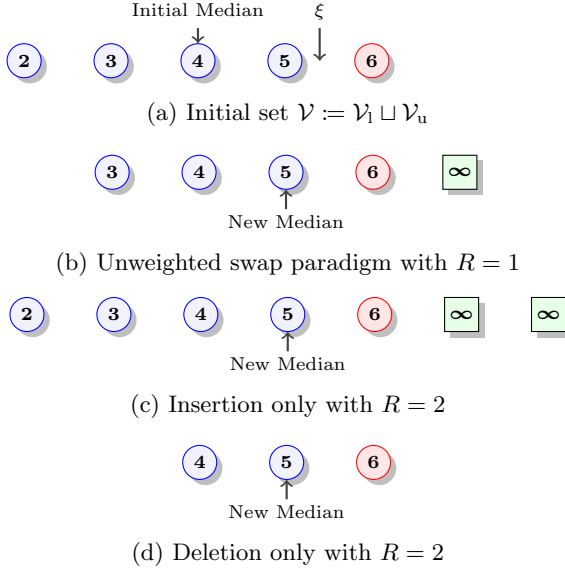 Initial Median ξ
2 3 4 5 6
(a) Initial set 𝒱 := 𝒱l ⊔ 𝒱u
3 4 5 6 ∞
New Median
(b) Unweighted swap paradigm with R = 1
2 3 4 5 6 ∞ ∞
New Median
(c) Insertion only with R = 2
4 5 6
New Median
(d) Deletion only with R = 2